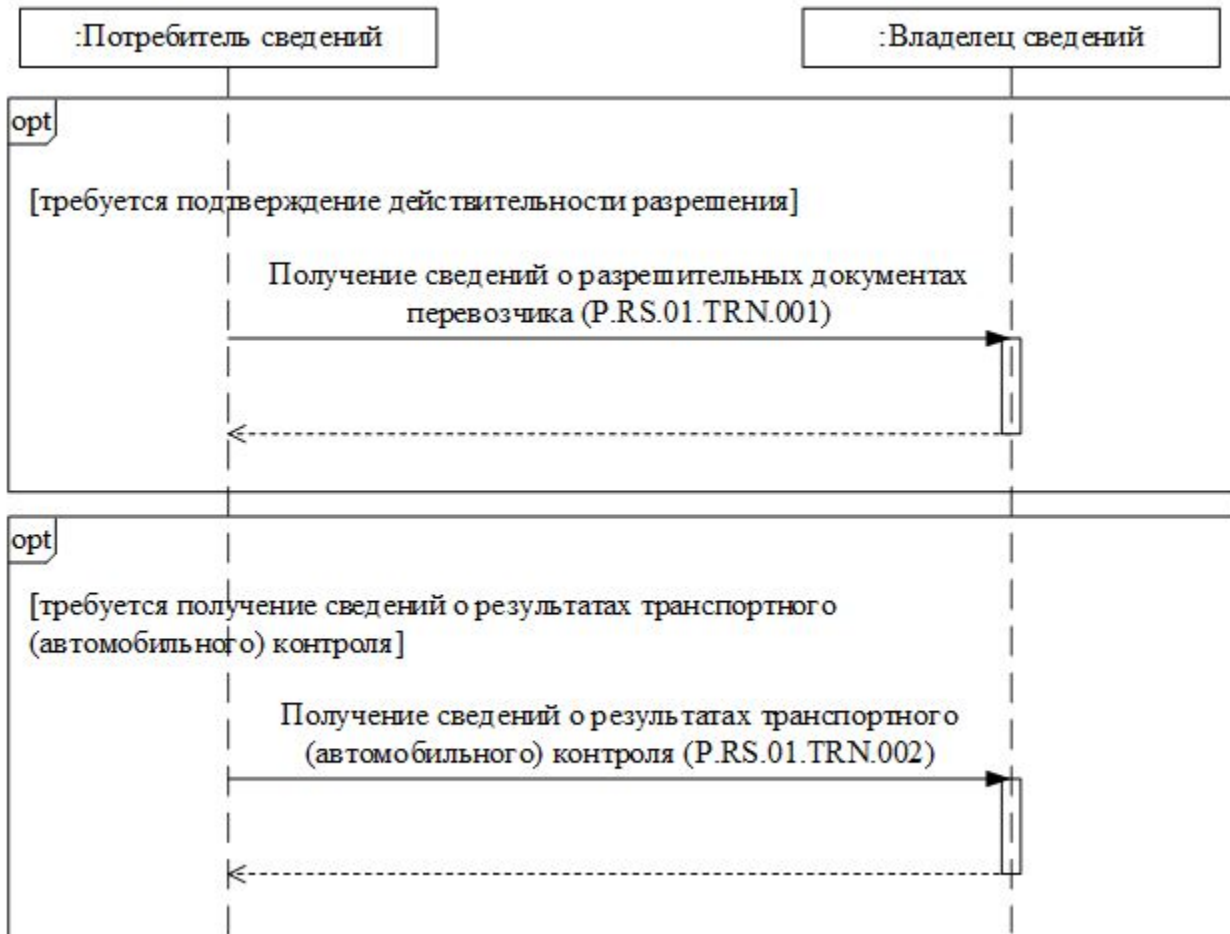 :Потребитель сведений
:Владелец сведений
opt
[требуется подтверждение действительности разрешения]
Получение сведений о разрешительных документах
перевозчика (P.RS.01.TRN.001)
opt
[требуется получение сведений о результатах транспортного
(автомобильного) контроля]
Получение сведений о результатах транспортного
(автомобильного) контроля (P.RS.01.TRN.002)